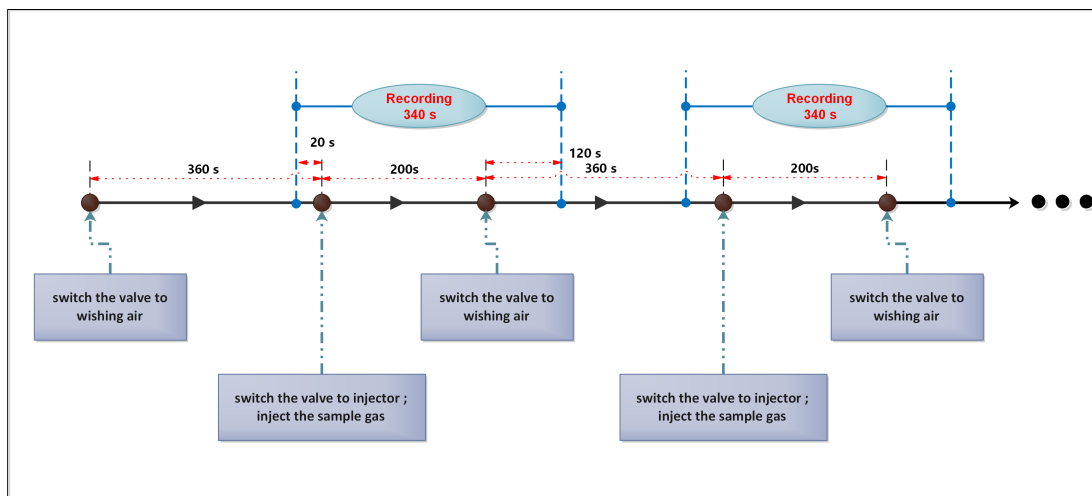 Recording
340 s
Recording
340 s
20 s
120 s
360 s
200s
360 s
200s
switch the valve to
wishing air
switch the valve to
wishing air
switch the valve to
wishing air
switch the valve to injector ;
inject the sample gas
switch the valve to injector ;
inject the sample gas